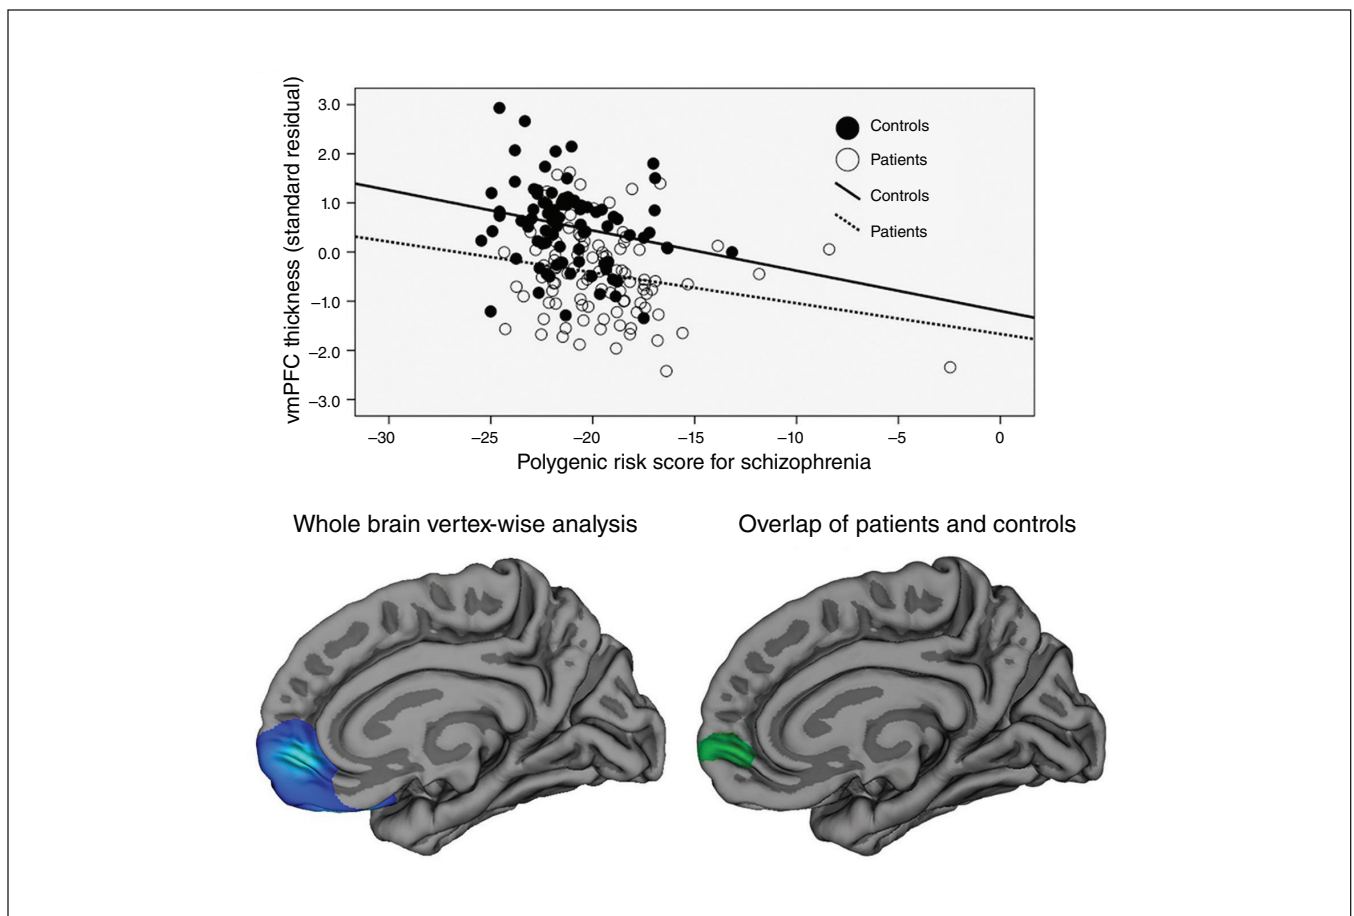 vmPFC thickness (standard residual)
3.0
2.0
1.0
0.0
–1.0
–2.0
–3.0
Controls
Patients
Controls
Patients
–30
–25
–20
–15
–10
–5
0
Polygenic risk score for schizophrenia
Whole brain vertex-wise analysis
Overlap of patients and controls